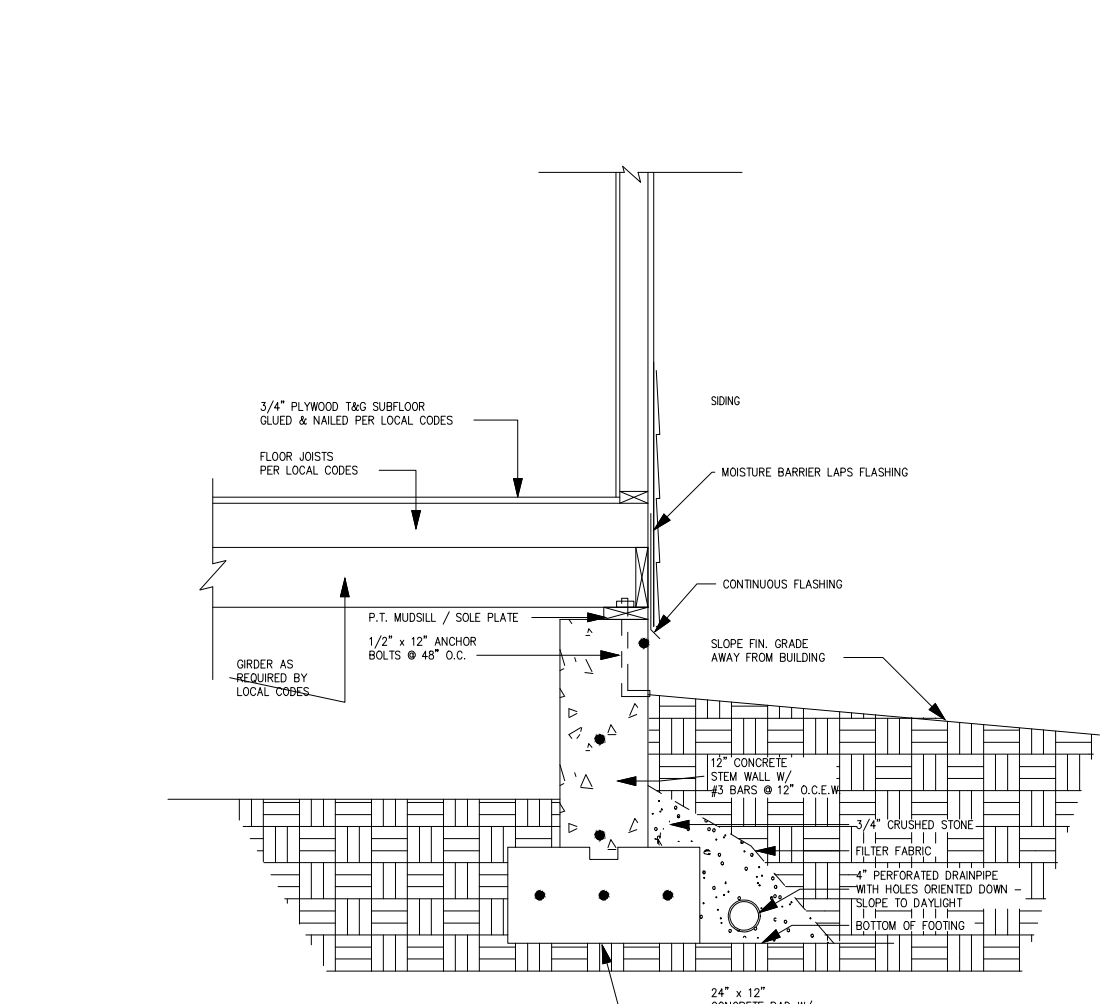 3/4" PLYWOOD T&G SUBFLOOR
GLUED & NAILED PER LOCAL CODES
SIDING
FLOOR JOISTS
PER LOCAL CODES
MOISTURE BARRIER LAPS FLASHING
CONTINUOUS FLASHING
P.T. MUDSILL / SOLE PLATE
1/2" x 12" ANCHOR
BOLTS @ 48" O.C.
SLOPE FIN. GRADE
AWAY FROM BUILDING
GIRDER AS
REQUIRED BY
LOCAL CODES
12" CONCRETE
STEM WALL W/
#3 BARS @ 12" O.C.E.W
3/4" CRUSHED STONE
FILTER FABRIC
4" PERFORATED DRAINPIPE
WITH HOLES ORIENTED DOWN -
SLOPE TO DAYLIGHT
BOTTOM OF FOOTING
24" x 12"
CONCRETE PAD W/